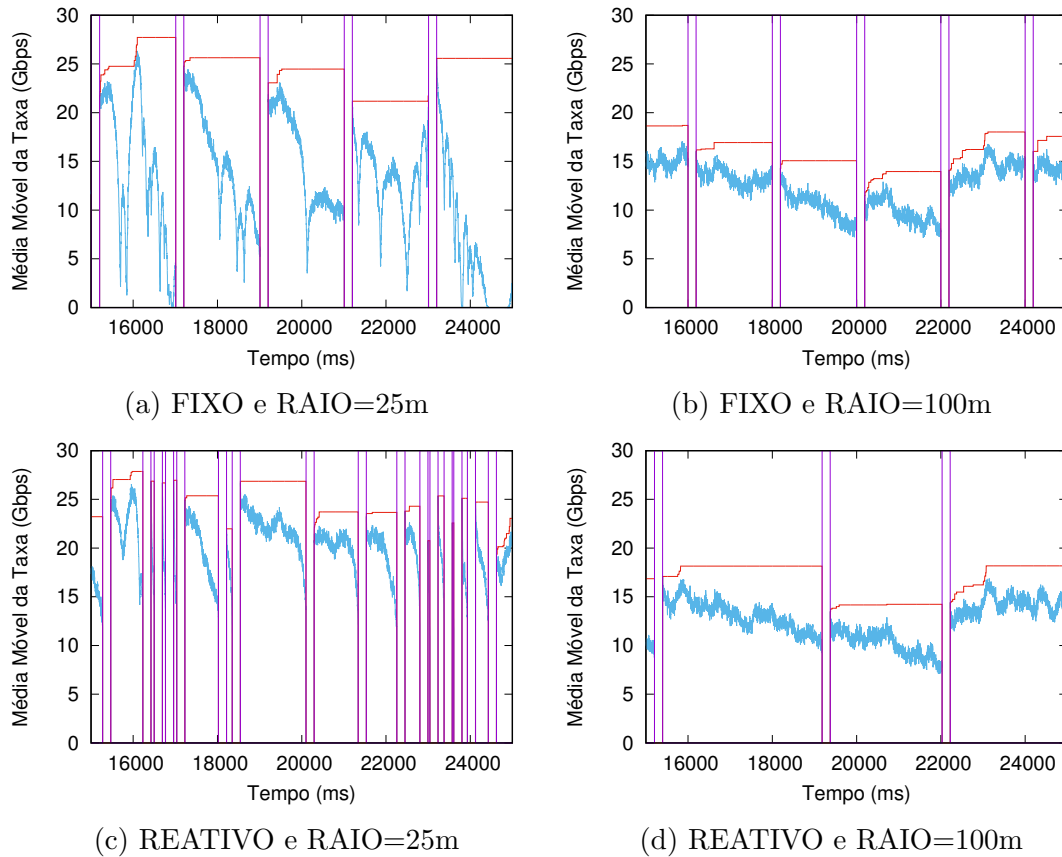 Média Móvel da Taxa (Gbps)
30
25
20
15
10
5
0
16000 18000 20000 22000 24000
Tempo (ms)
(a) FIXO e RAIO=25m
Média Móvel da Taxa (Gbps)
30
25
20
15
10
5
0
16000 18000 20000 22000 24000
Tempo (ms)
(b) FIXO e RAIO=100m
Média Móvel da Taxa (Gbps)
30
25
20
15
10
5
0
16000 18000 20000 22000 24000
Tempo (ms)
(c) REATIVO e RAIO=25m
Média Móvel da Taxa (Gbps)
30
25
20
15
10
5
0
16000 18000 20000 22000 24000
Tempo (ms)
(d) REATIVO e RAIO=100m